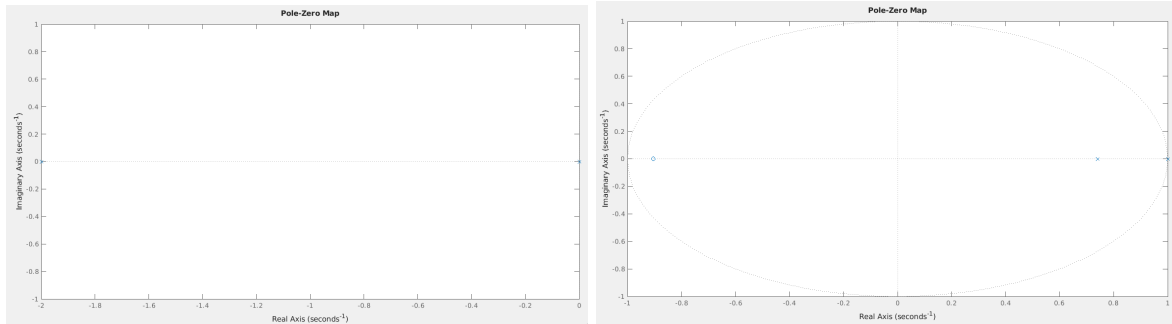 Pole-Zero Map
Imaginary Axis (seconds⁻¹)
1
0.8
0.6
0.4
0.2
0
-0.2
-0.4
-0.6
-0.8
-1
-2 -1.8 -1.6 -1.4 -1.2 -1 -0.8 -0.6 -0.4 -0.2 0
Real Axis (seconds⁻¹)
Pole-Zero Map
Imaginary Axis (seconds⁻¹)
1
0.8
0.6
0.4
0.2
0
-0.2
-0.4
-0.6
-0.8
-1
-1 -0.8 -0.6 -0.4 -0.2 0 0.2 0.4 0.6 0.8 1
Real Axis (seconds⁻¹)